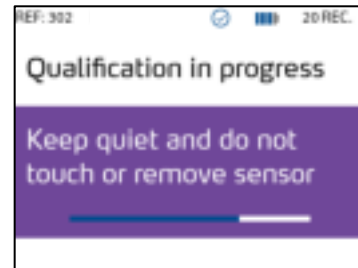 REF: 302 20 REC.
Qualification in progress
Keep quiet and do not
touch or remove sensor